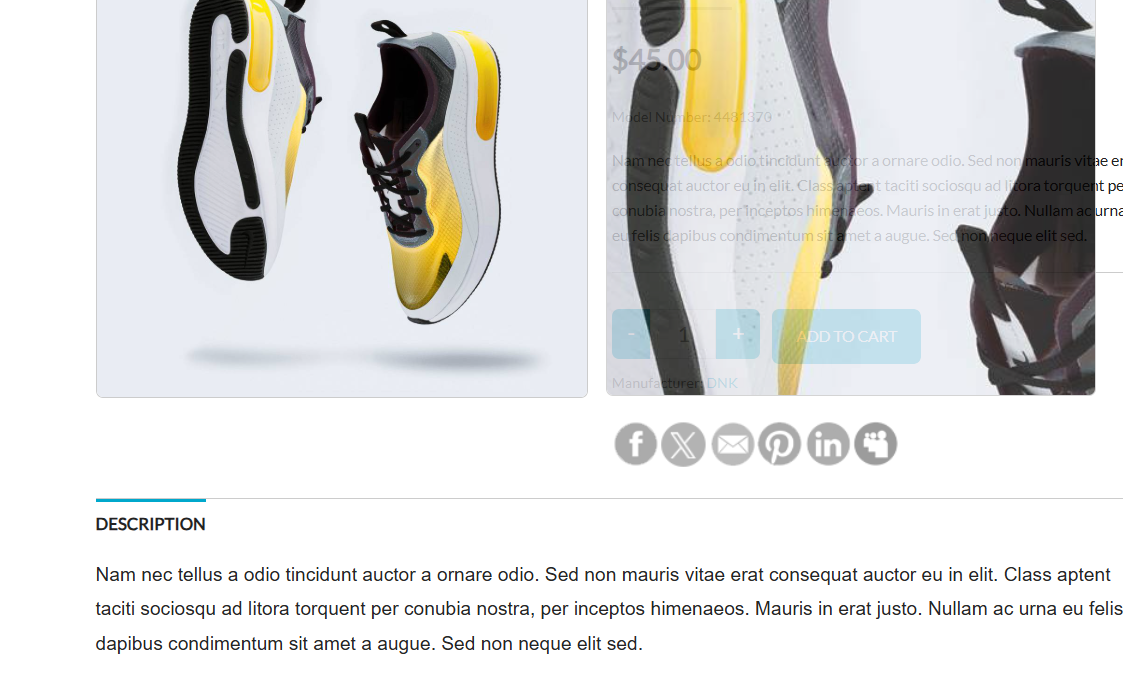 $45.00
Model Number: 4481370
Nam nec tellus a odio tincidunt auctor a ornare odio. Sed non mauris vitae er
consequat auctor eu in elit. Class aptent taciti sociosqu ad litora torquent pe
conubia nostra, per inceptos himenaeos. Mauris in erat justo. Nullam ac urna
eu felis dapibus condimentum sit amet a augue. Sed non neque elit sed.
- 1 + ADD TO CART
Manufacturer: DNK
DESCRIPTION
Nam nec tellus a odio tincidunt auctor a ornare odio. Sed non mauris vitae erat consequat auctor eu in elit. Class aptent
taciti sociosqu ad litora torquent per conubia nostra, per inceptos himenaeos. Mauris in erat justo. Nullam ac urna eu felis
dapibus condimentum sit amet a augue. Sed non neque elit sed.